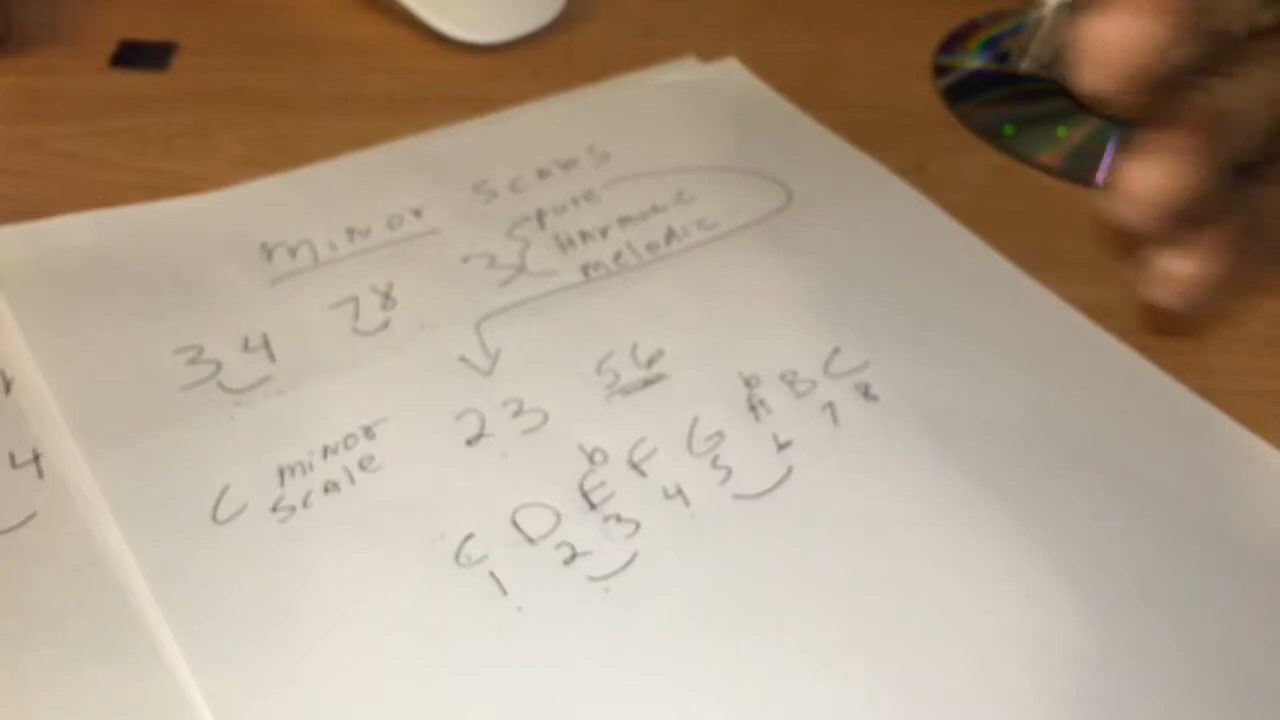 minor scales
3 { pure
harmonic
melodic
3 4 7 8
2 3 5 6
C minor
scale
b b
C D E F G A B C
1 2 3 4 5 6 7 8
4